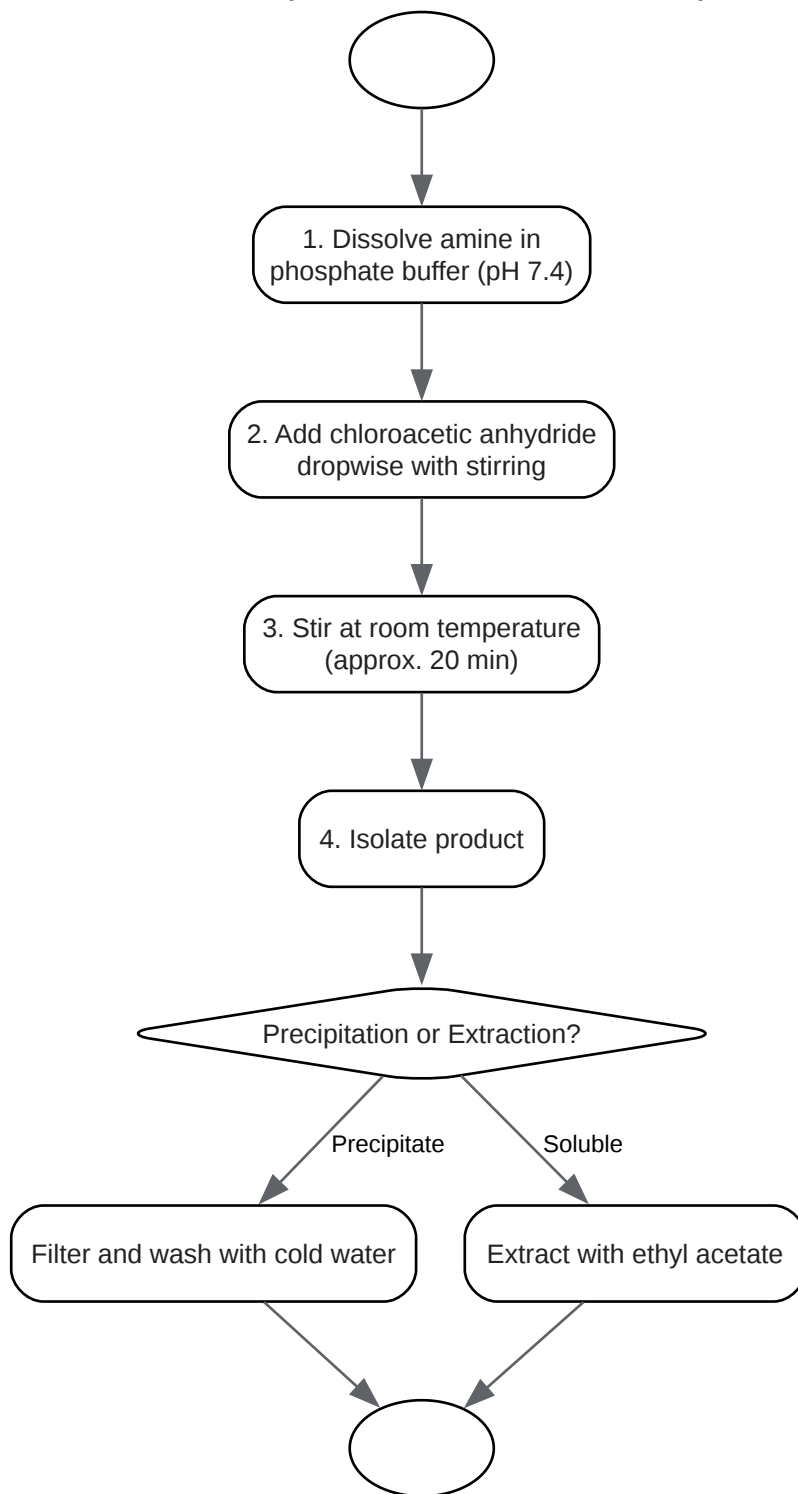 1. Dissolve amine in
phosphate buffer (pH 7.4)
2. Add chloroacetic anhydride
dropwise with stirring
3. Stir at room temperature
(approx. 20 min)
4. Isolate product
Precipitation or Extraction?
Precipitate
Soluble
Filter and wash with cold water
Extract with ethyl acetate